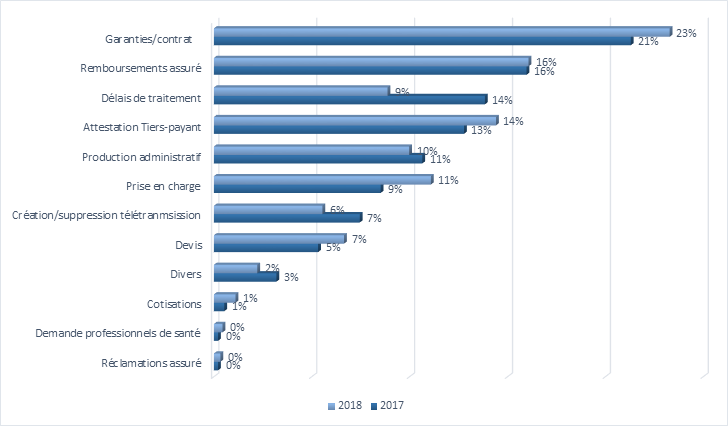 Garanties/contrat 23%
21%
Remboursements assuré 16%
16%
Délais de traitement 9%
14%
Attestation Tiers-payant 14%
13%
Production administratif 10%
11%
Prise en charge 11%
9%
Création/suppression télétranmsission 6%
7%
Devis 7%
5%
Divers 2%
3%
Cotisations 1%
1%
Demande professionnels de santé 0%
0%
Réclamations assuré 0%
0%
2018 2017